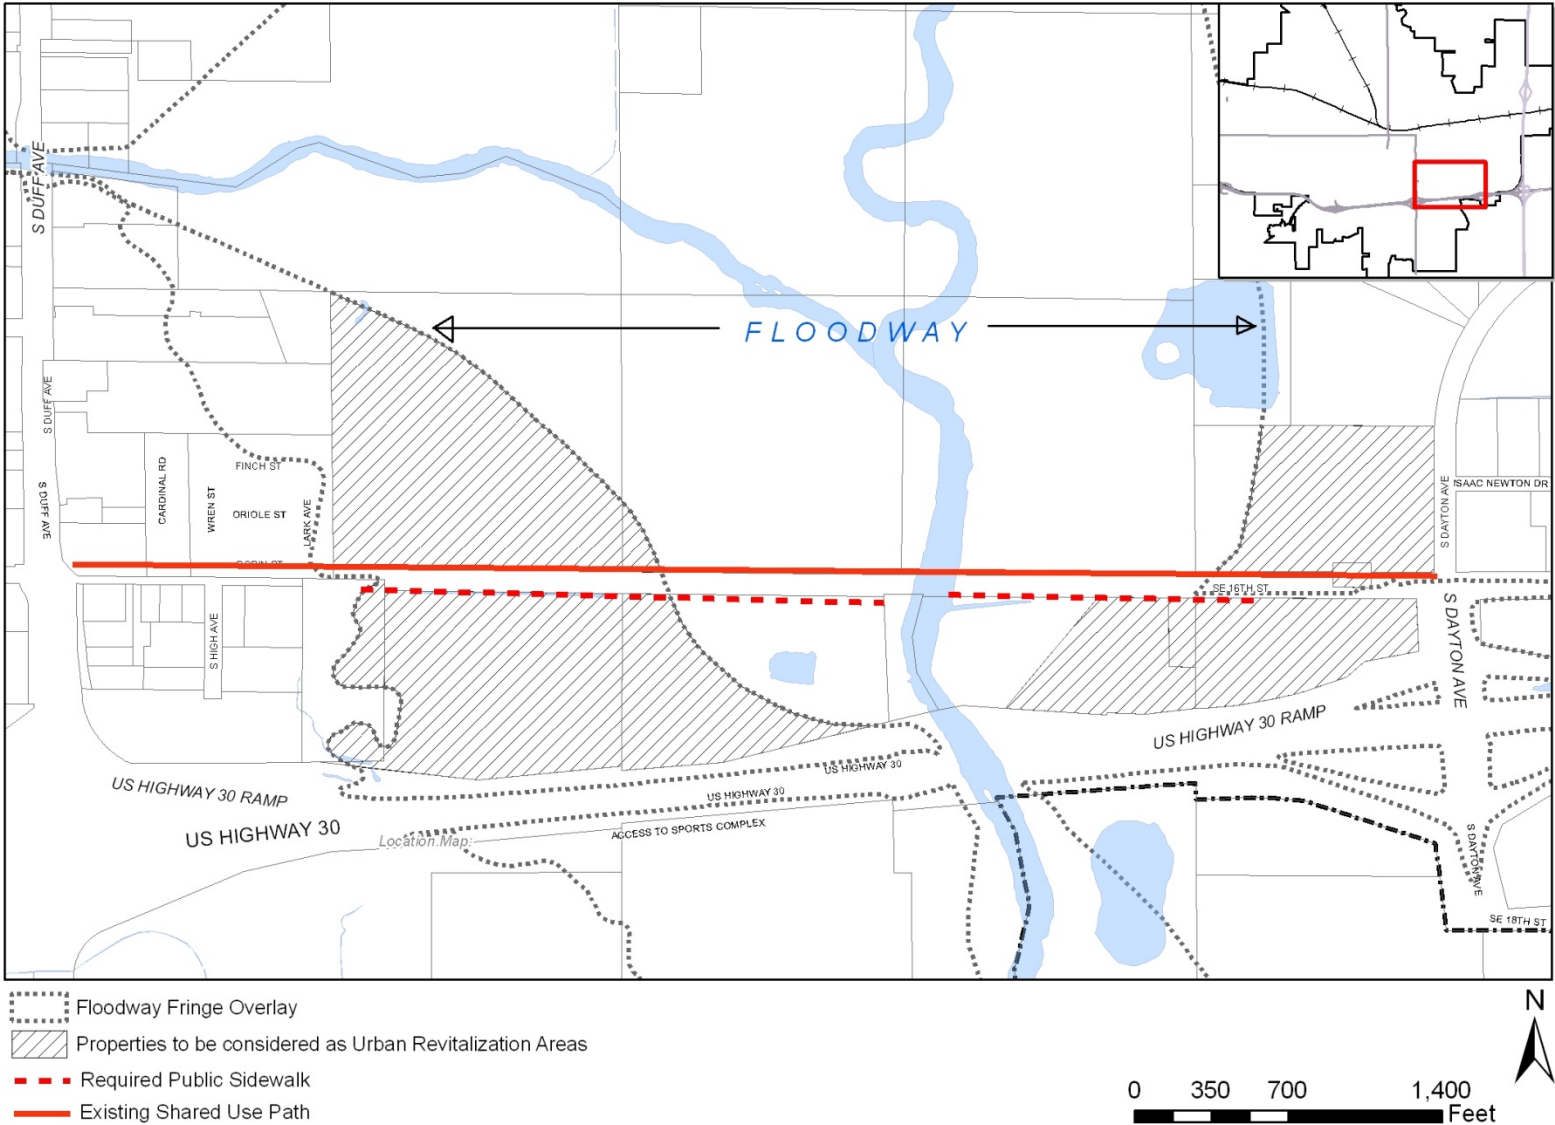 S DUFF AVE
FLOODWAY
S DUFF AVE
S DUFF AVE
CARDINAL RD
WREN ST
FINCH ST
ORIOLE ST
LARK AVE
ROBIN ST
S HIGH AVE
S DAYTON AVE
ISAAC NEWTON DR
SE 16TH ST
S DAYTON AVE
US HIGHWAY 30 RAMP
US HIGHWAY 30
US HIGHWAY 30 RAMP
US HIGHWAY 30
US HIGHWAY 30
Location Map:
ACCESS TO SPORTS COMPLEX
S DAYTON AVE
SE 18TH ST
Floodway Fringe Overlay
Properties to be considered as Urban Revitalization Areas
Required Public Sidewalk
Existing Shared Use Path
N
0 350 700 1,400
Feet